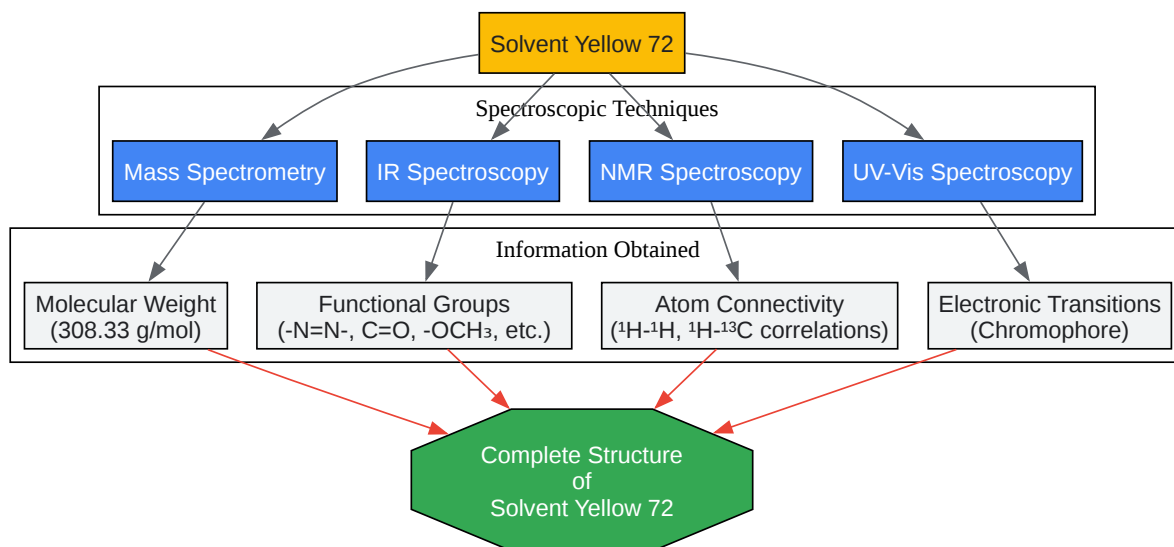 Solvent Yellow 72
Spectroscopic Techniques
Mass Spectrometry
IR Spectroscopy
NMR Spectroscopy
UV-Vis Spectroscopy
Information Obtained
Molecular Weight
(308.33 g/mol)
Functional Groups
(-N=N-, C=O, -OCH₃, etc.)
Atom Connectivity
(¹H-¹H, ¹H-¹³C correlations)
Electronic Transitions
(Chromophore)
Complete Structure
of
Solvent Yellow 72